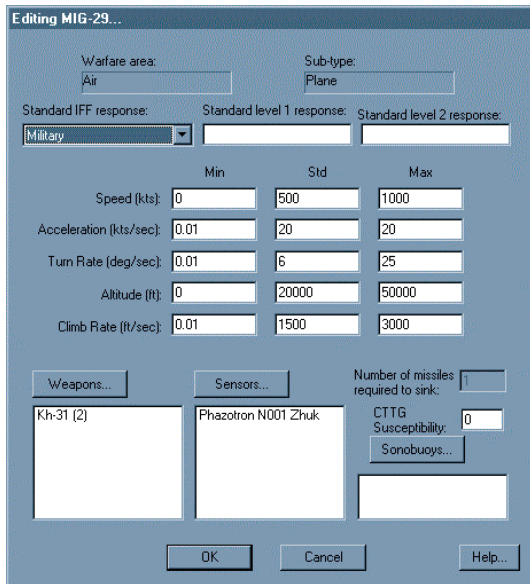 Editing MIG-29...
Warfare area: Sub-type:
Air Plane
Standard IFF response: Standard level 1 response: Standard level 2 response:
Military
Min Std Max
Speed (kts): 0 500 1000
Acceleration (kts/sec): 0.01 20 20
Turn Rate (deg/sec): 0.01 6 25
Altitude (ft): 0 20000 50000
Climb Rate (ft/sec): 0.01 1500 3000
Weapons... Sensors... Number of missiles
required to sink: 1
Kh-31 (2) Phazotron N001 Zhuk CTTG
Susceptibility: 0
Sonobuoys...
OK Cancel Help...